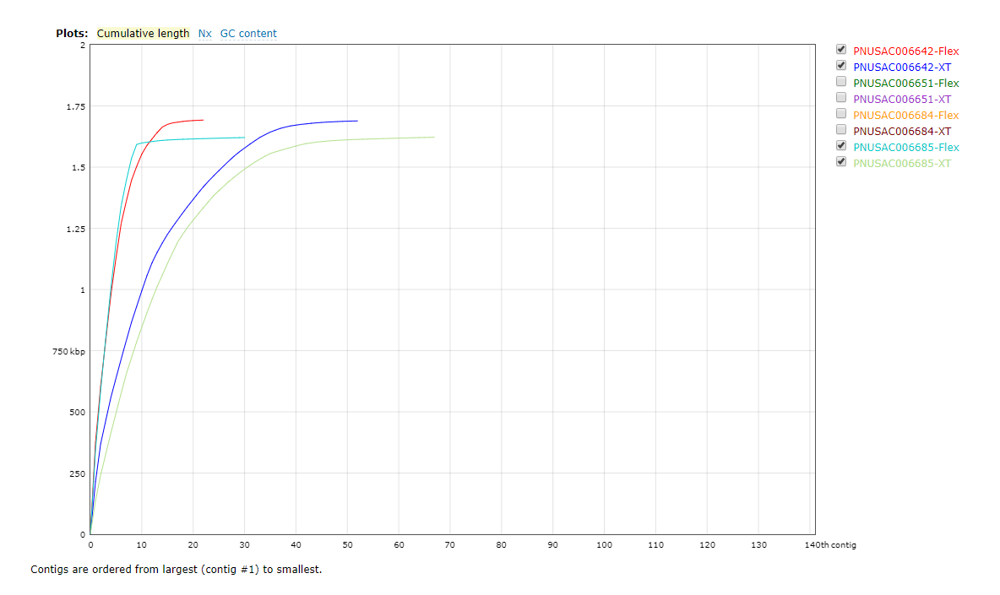 Plots: Cumulative length Nx GC content
2
1.75
1.5
1.25
1
750 kbp
500
250
0
0 10 20 30 40 50 60 70 80 90 100 110 120 130 140th contig
PNUSAC006642-Flex
PNUSAC006642-XT
PNUSAC006651-Flex
PNUSAC006651-XT
PNUSAC006684-Flex
PNUSAC006684-XT
PNUSAC006685-Flex
PNUSAC006685-XT
Contigs are ordered from largest (contig #1) to smallest.